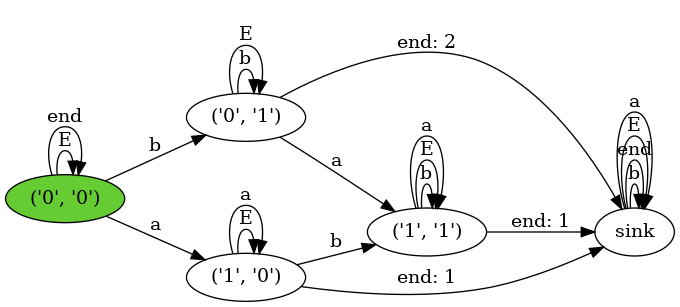 end
E
('0', '0')
b
a
E
b
('0', '1')
a
E
('1', '0')
end: 2
a
b
end: 1
a
E
b
('1', '1')
end: 1
a
E
end
b
sink